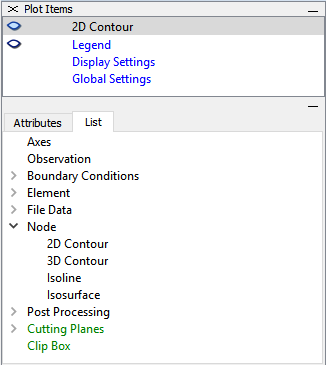 Plot Items
2D Contour
Legend
Display Settings
Global Settings
Attributes List
Axes
Observation
Boundary Conditions
Element
File Data
Node
2D Contour
3D Contour
Isoline
Isosurface
Post Processing
Cutting Planes
Clip Box